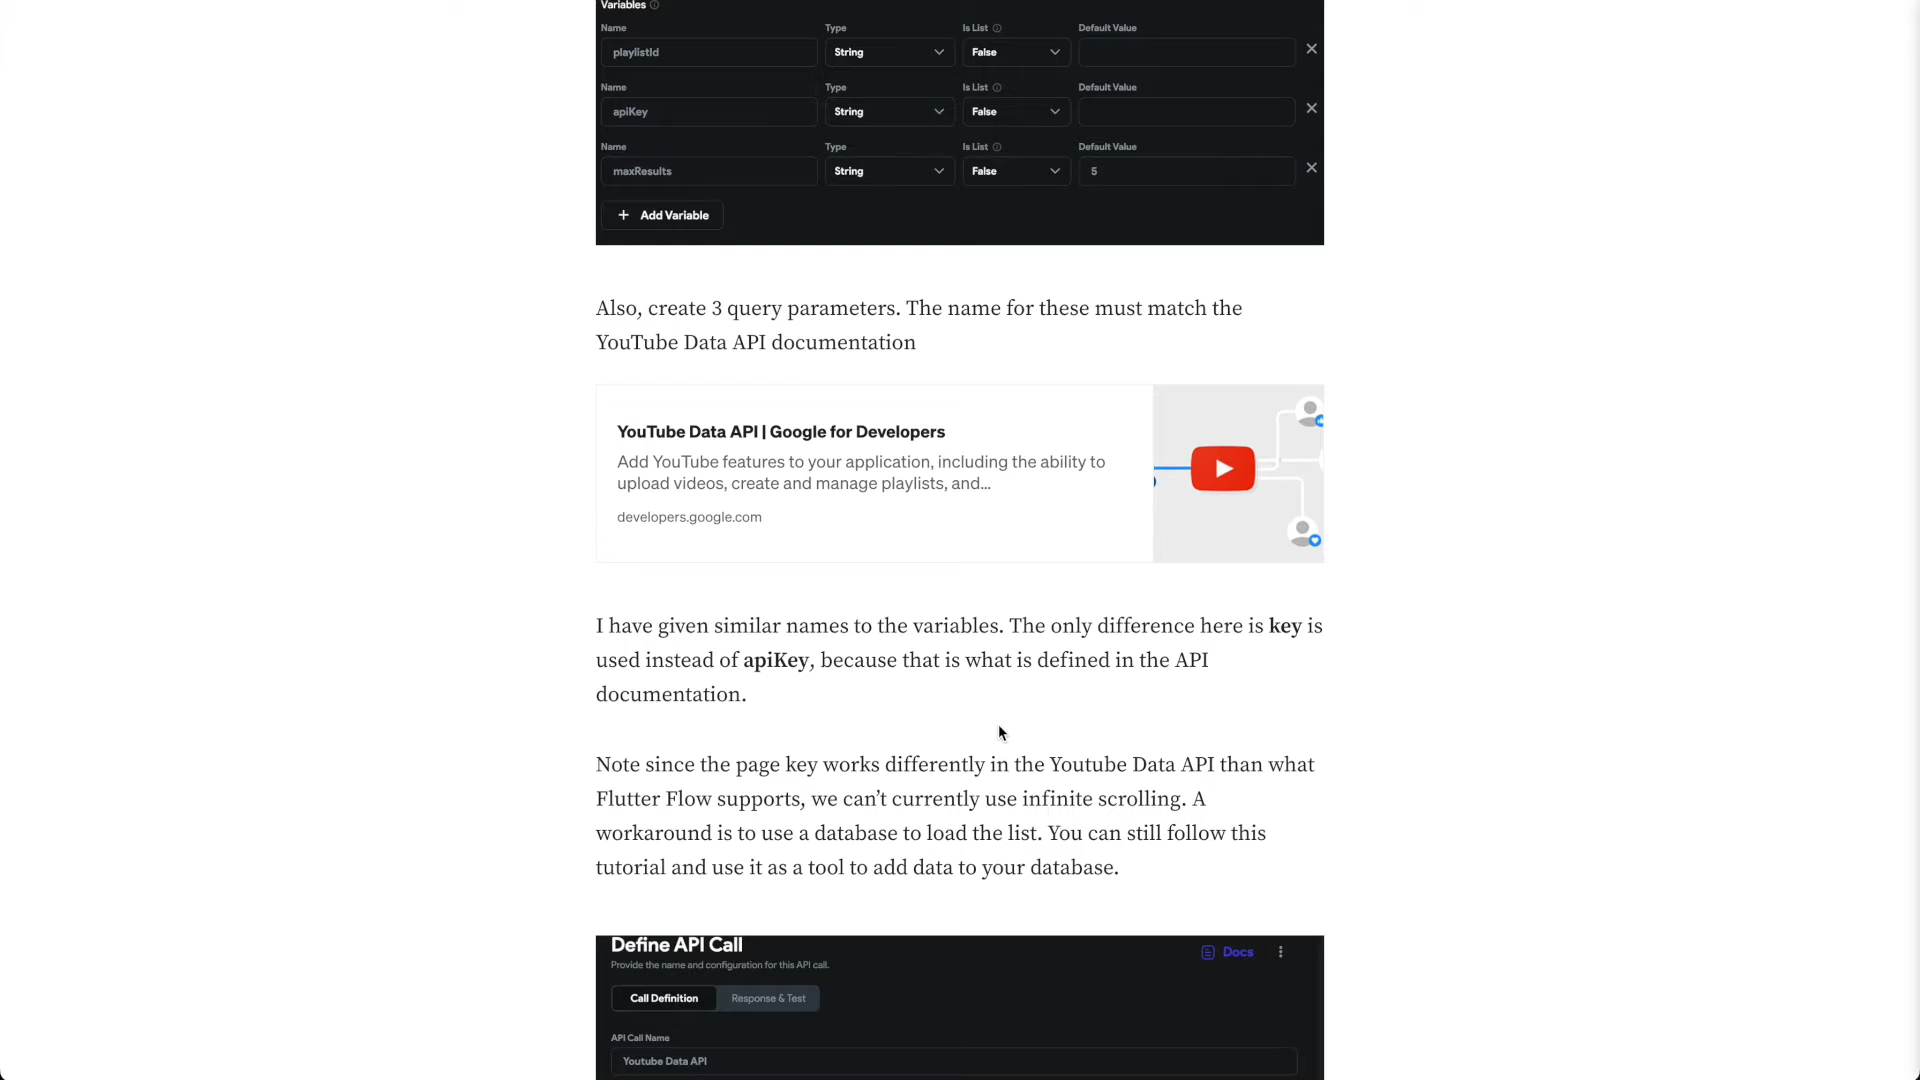 Variables
Name Type Is List Default Value
playlistId String False
Name Type Is List Default Value
apiKey String False
Name Type Is List Default Value
maxResults String False 5
+ Add Variable
Also, create 3 query parameters. The name for these must match the
YouTube Data API documentation
YouTube Data API | Google for Developers
Add YouTube features to your application, including the ability to
upload videos, create and manage playlists, and...
developers.google.com
I have given similar names to the variables. The only difference here is key is
used instead of apiKey, because that is what is defined in the API
documentation.
Note since the page key works differently in the Youtube Data API than what
Flutter Flow supports, we can’t currently use infinite scrolling. A
workaround is to use a database to load the list. You can still follow this
tutorial and use it as a tool to add data to your database.
Define API Call
Docs
Provide the name and configuration for this API call.
Call Definition Response & Test
API Call Name
Youtube Data API